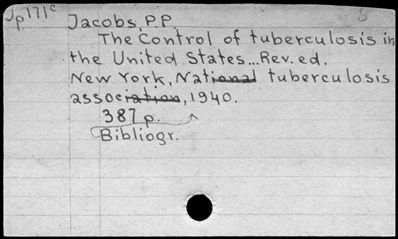 Jp171c
Jacobs, P.P.
The Control of tuberculosis in
the United States...Rev. ed.
New York, National tuberculosis
association, 1940.
387 p.
Bibliogr.